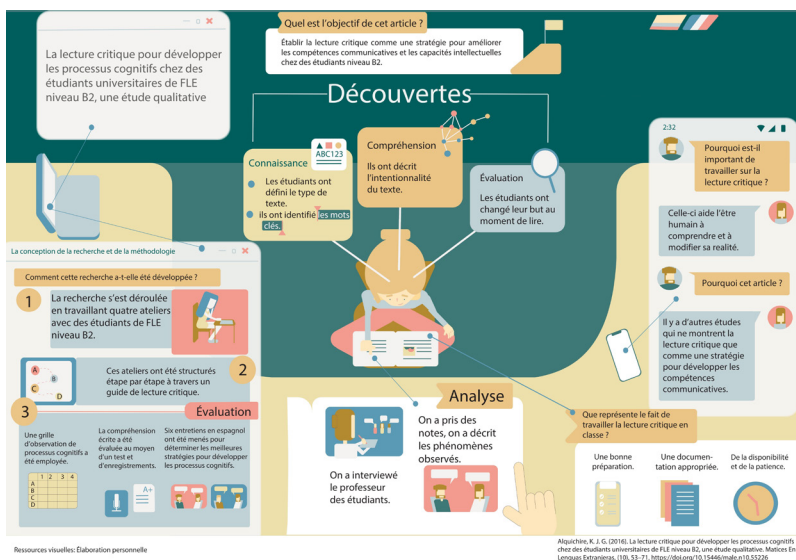 La lecture critique pour développer
les processus cognitifs chez des
étudiants universitaires de FLE
niveau B2, une étude qualitative
Quel est l'objectif de cet article ?
Établir la lecture critique comme une stratégie pour améliorer
les compétences communicatives et les capacités intellectuelles
chez des étudiants niveau B2.
Découvertes
Connaissance
ABC123
Les étudiants ont
défini le type de
texte.
ils ont identifié les mots
clés.
Compréhension
Ils ont décrit
l'intentionalité
du texte.
Évaluation
Les étudiants ont
changé leur but au
moment de lire.
2:32
Pourquoi est-il
important de
travailler sur la
lecture critique ?
Celle-ci aide l'être
humain à
comprendre et à
modifier sa realité.
Pourquoi cet article ?
Il y a d'autres études
qui ne montrent la
lecture critique que
comme une stratégie
pour développer les
compétences
communicatives.
La conception de la recherche et de la méthodologie
Comment cette recherche a-t-elle été développée ?
1
La recherche s'est déroulée
en travaillant quatre ateliers
avec des étudiants de FLE
niveau B2.
A
B
C
D
Ces ateliers ont été structurés
étape par étape à travers un
guide de lecture critique.
2
3
Évaluation
Une grille
d'observation de
processus cognitifs a
été employée.
1 2 3 4
A
B
C
D
La compréhension
écrite a été
évaluée au moyen
d'un test et
d'enregistrements.
A+
Six entretiens en espagnol
ont été menés pour
déterminer les meilleures
stratégies pour développer
les processus cognitifs.
Analyse
On a pris des
notes, on a décrit
les phénomènes
observés.
On a interviewé
le professeur
des étudiants.
Que représente le fait de
travailler la lecture critique en
classe ?
Une bonne
préparation.
Une documen-
tation appropriée.
De la disponibilité
et de la patience.
Ressources visuelles: Élaboration personnelle
Alquichire, K. J. G. (2016). La lecture critique pour développer les processus cognitifs
chez des étudiants universitaires de FLE niveau B2, une étude qualitative. Matices En
Lenguas Extranjeras, (10), 53–71. https://doi.org/10.15446/male.n10.55226